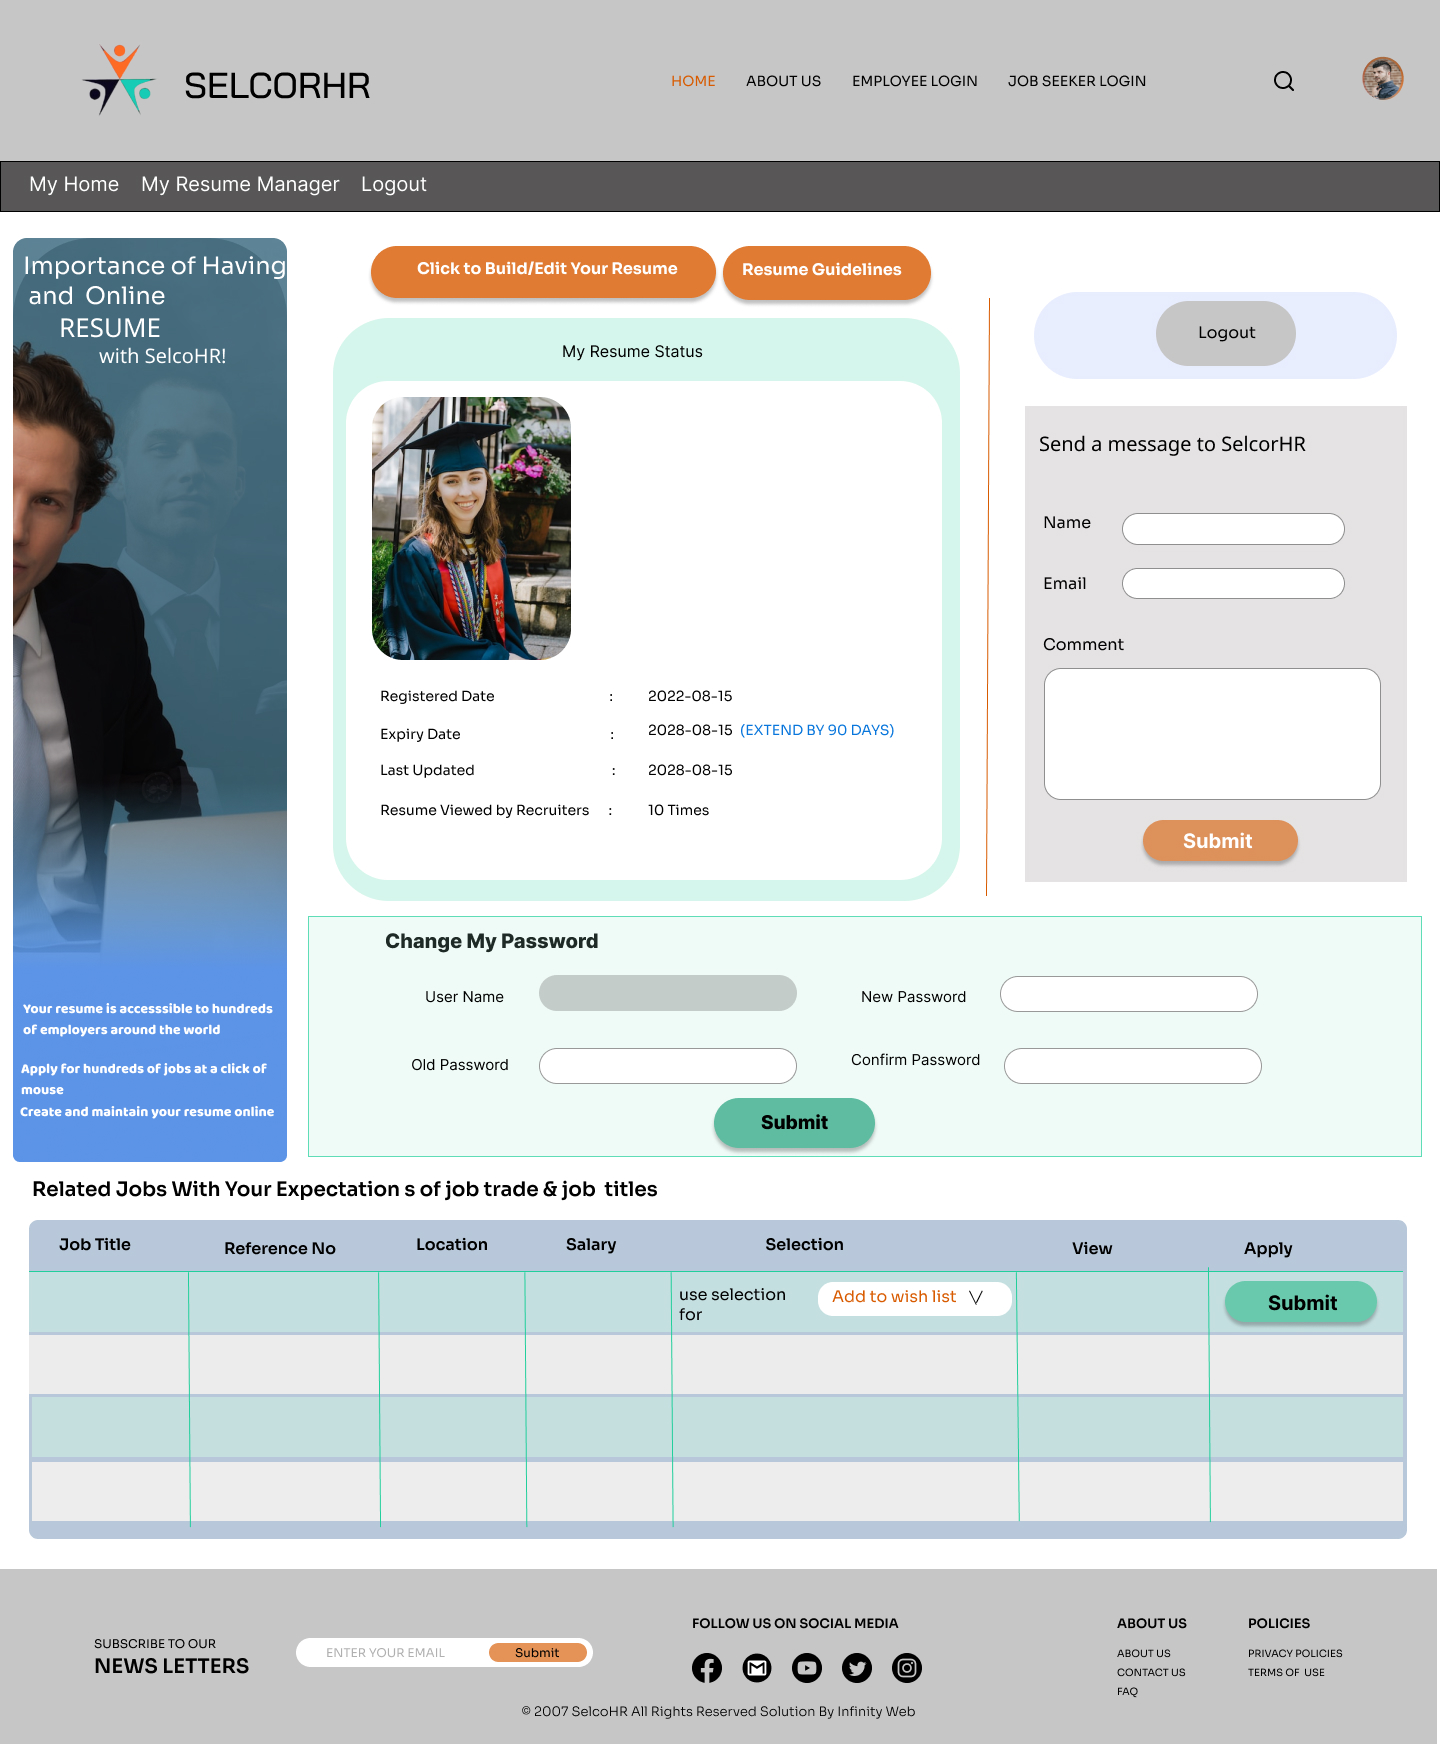 SELCORHR
HOME ABOUT US EMPLOYEE LOGIN JOB SEEKER LOGIN
My Home My Resume Manager Logout
Importance of Having
and Online
RESUME
with SelcoHR!
Your resume is accesssible to hundreds
of employers around the world
Apply for hundreds of jobs at a click of
mouse
Create and maintain your resume online
Click to Build/Edit Your Resume
Resume Guidelines
My Resume Status
Registered Date : 2022-08-15
Expiry Date : 2028-08-15 (EXTEND BY 90 DAYS)
Last Updated : 2028-08-15
Resume Viewed by Recruiters : 10 Times
Logout
Send a message to SelcorHR
Name
Email
Comment
Submit
Change My Password
User Name
New Password
Old Password
Confirm Password
Submit
Related Jobs With Your Expectation s of job trade & job titles
Job Title Reference No Location Salary Selection View Apply
use selection
for
Add to wish list
Submit
SUBSCRIBE TO OUR
NEWS LETTERS
ENTER YOUR EMAIL
Submit
FOLLOW US ON SOCIAL MEDIA
ABOUT US
ABOUT US
CONTACT US
FAQ
POLICIES
PRIVACY POLICIES
TERMS OF USE
© 2007 SelcoHR All Rights Reserved Solution By Infinity Web